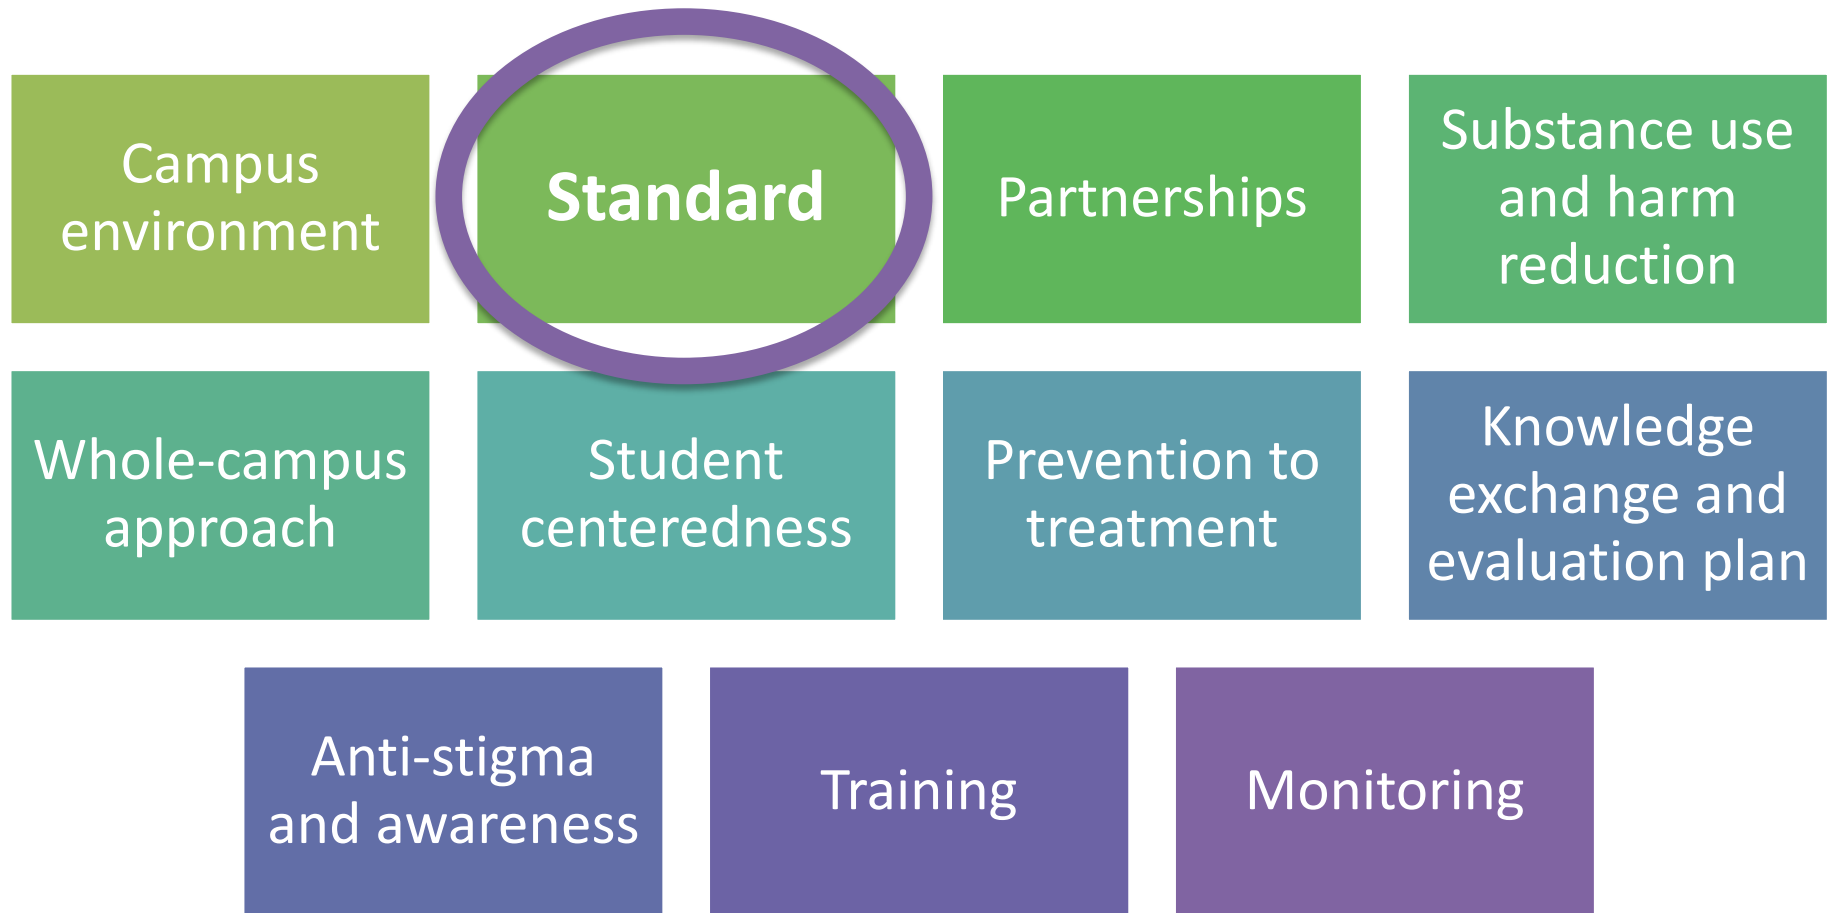 Campus
environment
Standard
Partnerships
Substance use
and harm
reduction
Whole-campus
approach
Student
centeredness
Prevention to
treatment
Knowledge
exchange and
evaluation plan
Anti-stigma
and awareness
Training
Monitoring